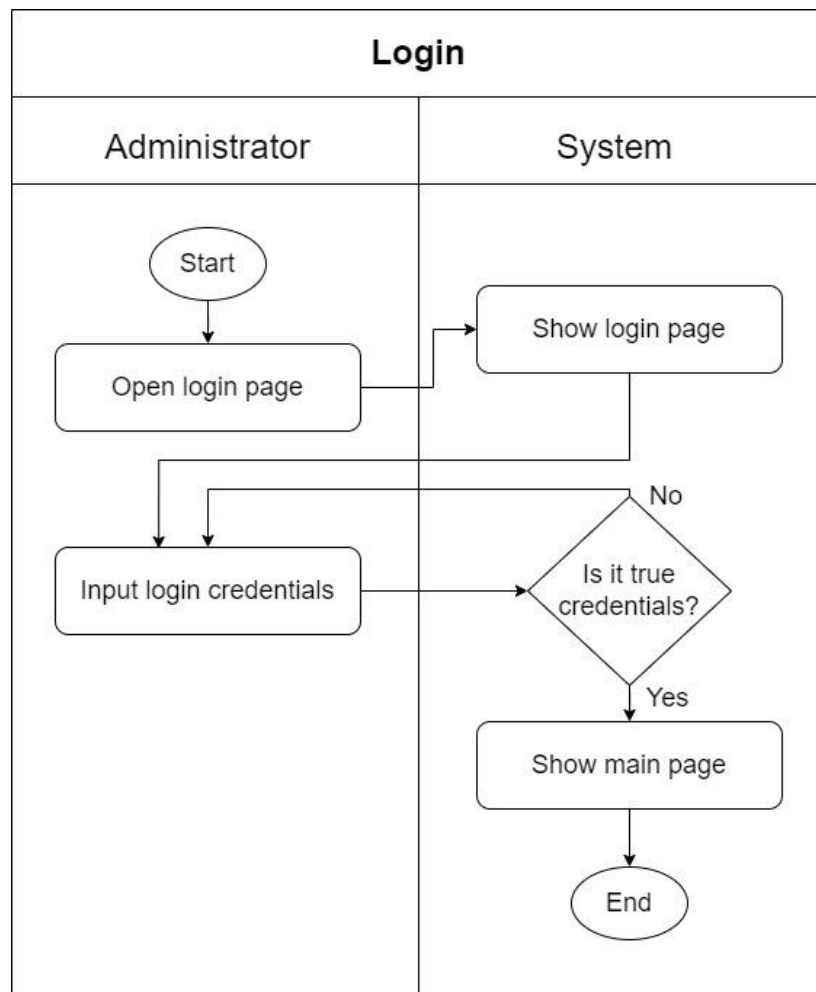 Login
Administrator
System
Start
Show login page
Open login page
No
Input login credentials
Is it true
credentials?
Yes
Show main page
End